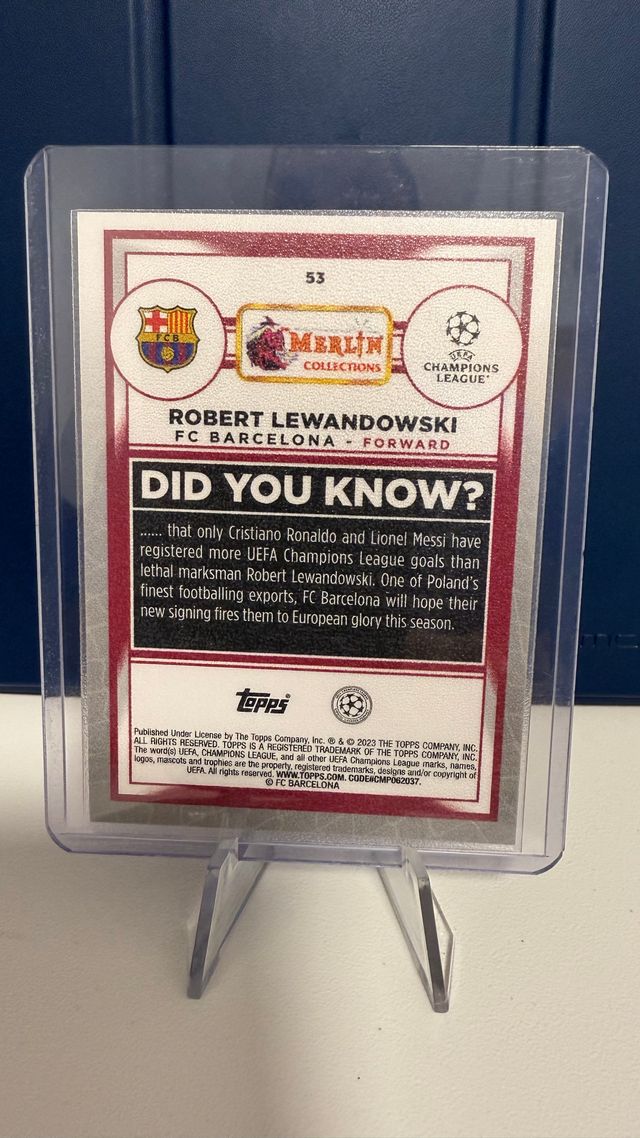 53
FCB
MERLIN
COLLECTIONS
UEFA
CHAMPIONS
LEAGUE®
ROBERT LEWANDOWSKI
FC BARCELONA - FORWARD
DID YOU KNOW?
...... that only Cristiano Ronaldo and Lionel Messi have
registered more UEFA Champions League goals than
lethal marksman Robert Lewandowski. One of Poland's
finest footballing exports, FC Barcelona will hope their
new signing fires them to European glory this season.
topps®
Published Under License by The Topps Company, Inc. ® & © 2023 THE TOPPS COMPANY, INC.
ALL RIGHTS RESERVED. TOPPS IS A REGISTERED TRADEMARK OF THE TOPPS COMPANY, INC.
The word(s) UEFA, CHAMPIONS LEAGUE, and all other UEFA Champions League marks, names,
logos, mascots and trophies are the property, registered trademarks, designs and/or copyright of
UEFA. All rights reserved. WWW.TOPPS.COM. CODE#CMP062037.
© FC BARCELONA